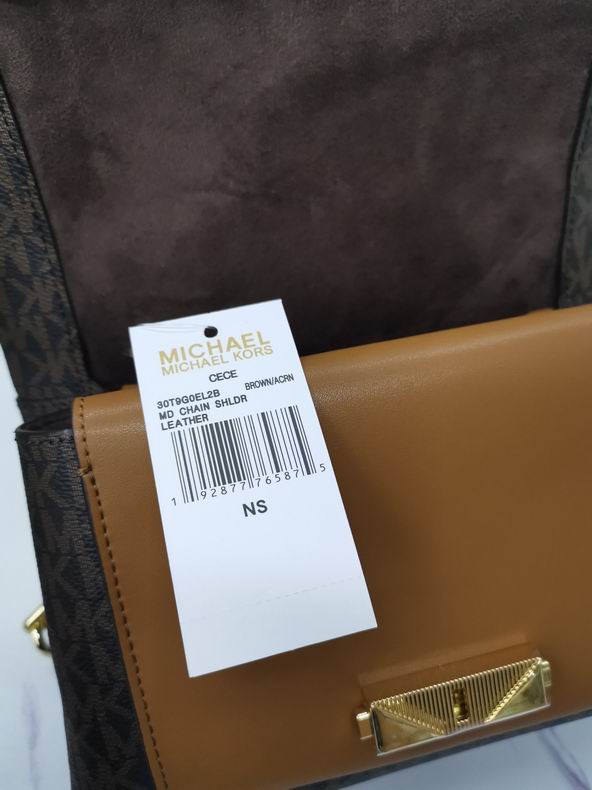 MICHAEL
MICHAEL KORS
CECE
30T9G0EL2B BROWN/ACRN
MD CHAIN SHLDR
LEATHER
1 92877 76587 5
NS